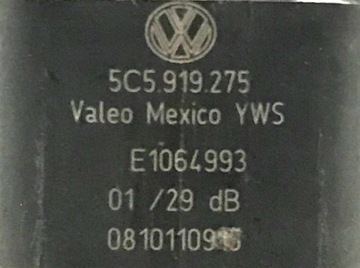 5C5.919.275
Valeo Mexico YWS
E1064993
01 /29 dB